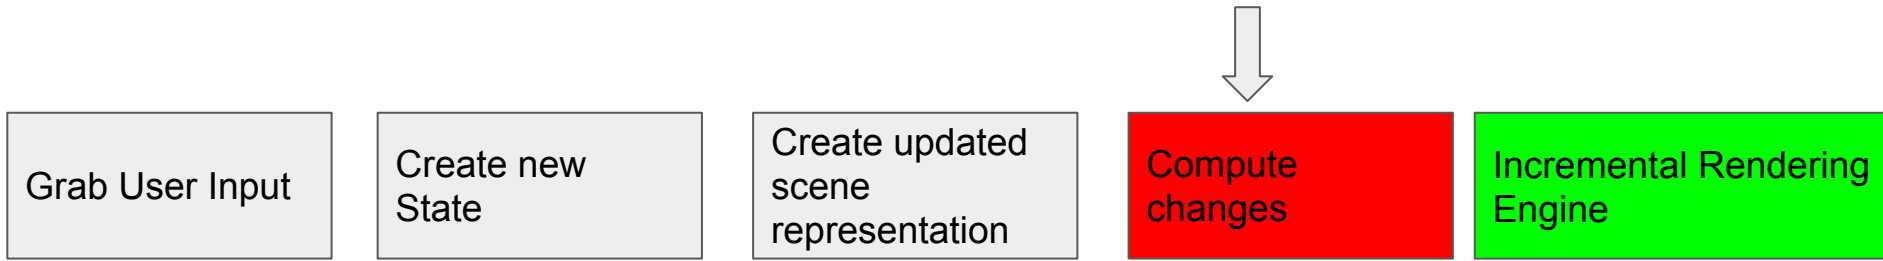 Grab User Input
Create new
State
Create updated
scene
representation
Compute
changes
Incremental Rendering
Engine